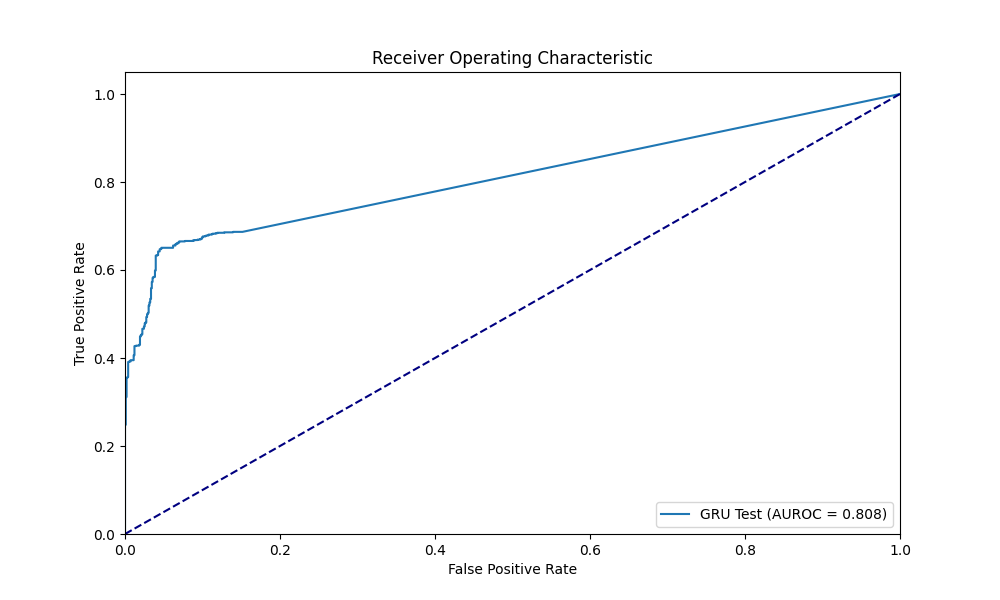 Receiver Operating Characteristic
True Positive Rate
1.0
0.8
0.6
0.4
0.2
0.0
GRU Test (AUROC = 0.808)
0.0 0.2 0.4 0.6 0.8 1.0
False Positive Rate